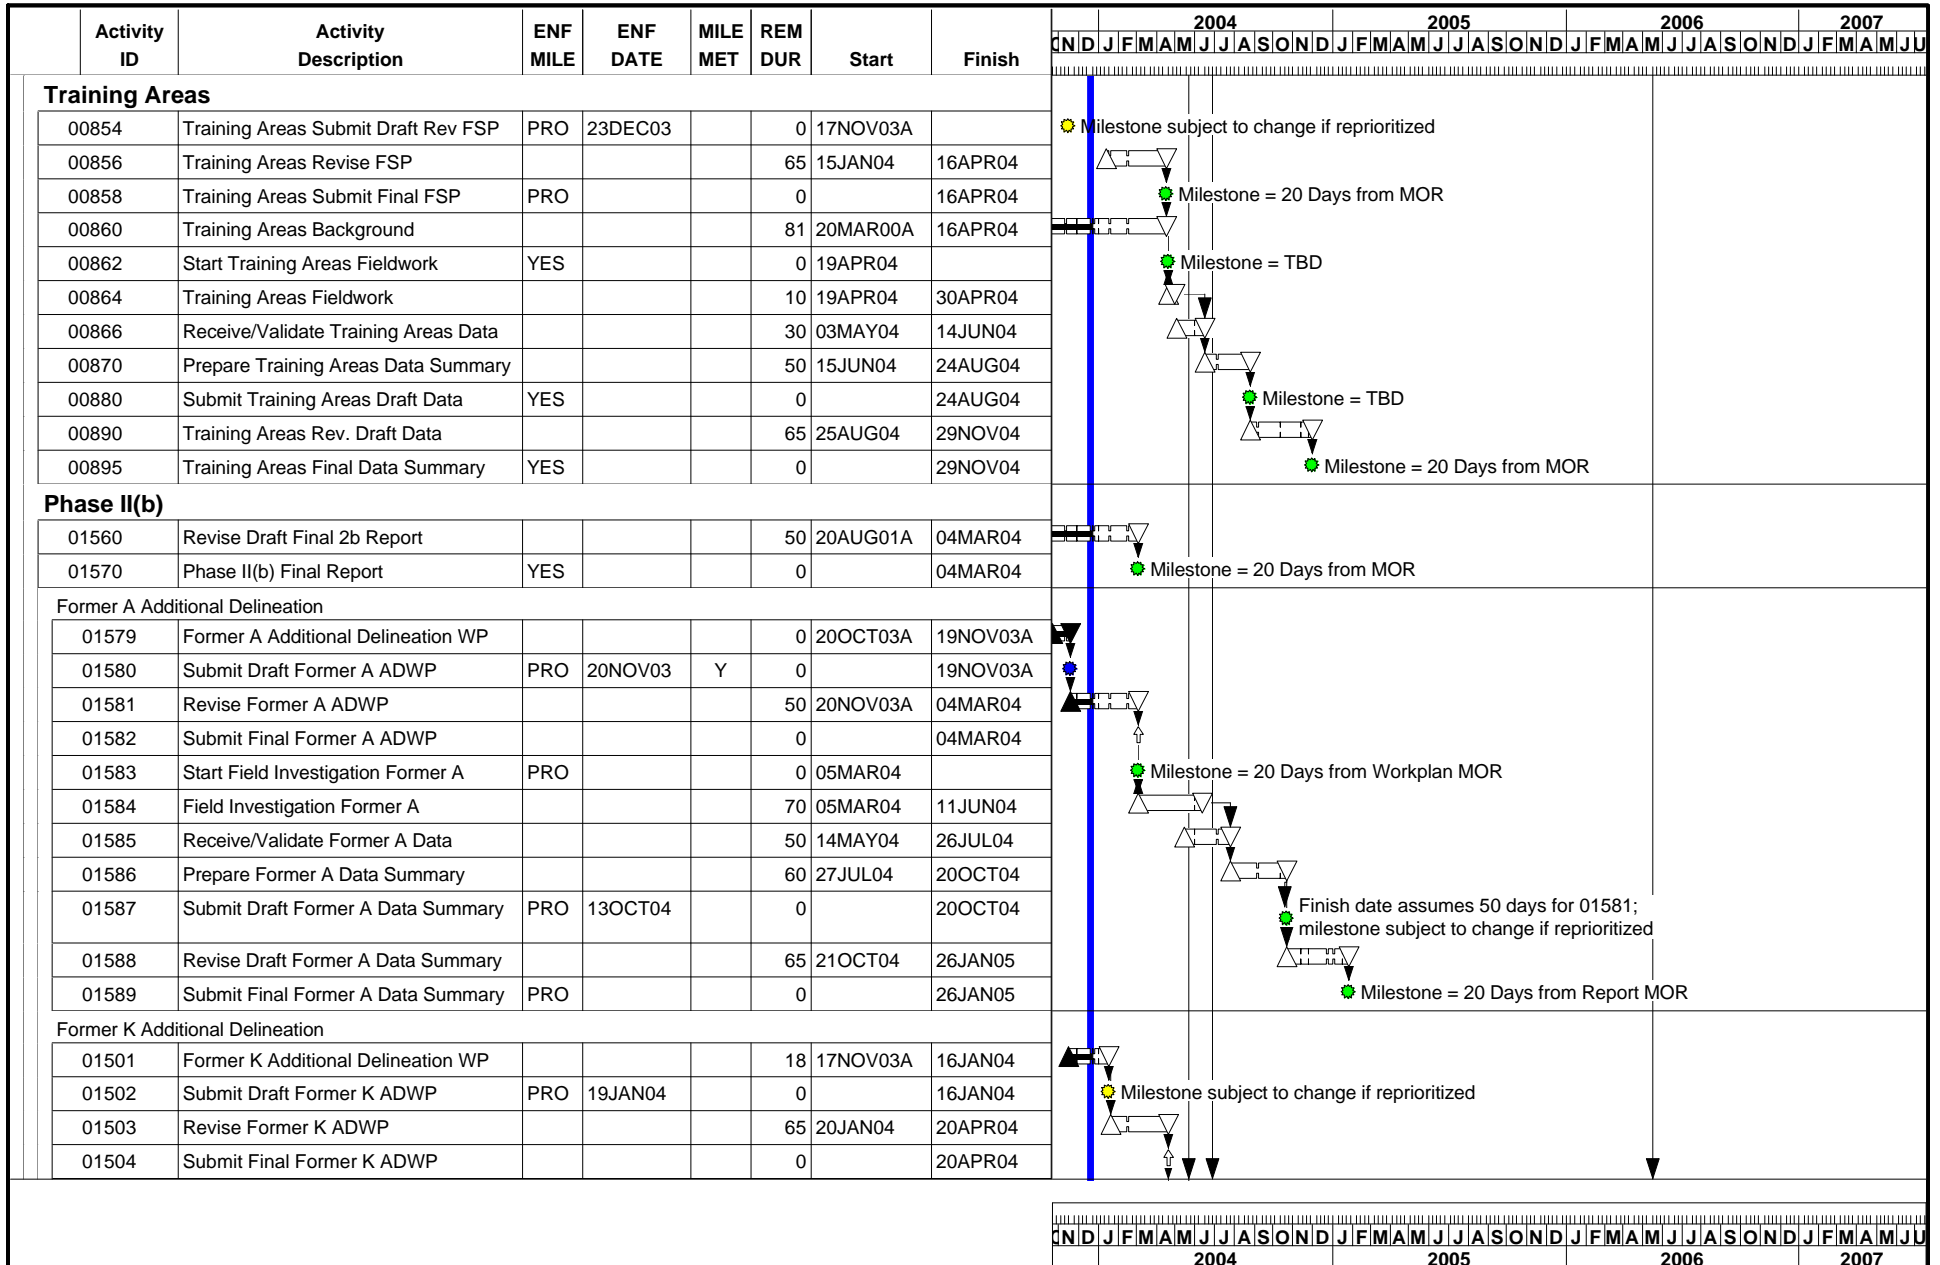 Activity ID Activity Description ENF MILE ENF DATE MILE MET REM DUR Start Finish
2004 2005 2006 2007
N D J F M A M J J A S O N D J F M A M J J A S O N D J F M A M J J A S O N D J F M A M J U
Training Areas
00854 Training Areas Submit Draft Rev FSP PRO 23DEC03 0 17NOV03A Milestone subject to change if reprioritized
00856 Training Areas Revise FSP 65 15JAN04 16APR04
00858 Training Areas Submit Final FSP PRO 0 16APR04 Milestone = 20 Days from MOR
00860 Training Areas Background 81 20MAR00A 16APR04
00862 Start Training Areas Fieldwork YES 0 19APR04 Milestone = TBD
00864 Training Areas Fieldwork 10 19APR04 30APR04
00866 Receive/Validate Training Areas Data 30 03MAY04 14JUN04
00870 Prepare Training Areas Data Summary 50 15JUN04 24AUG04
00880 Submit Training Areas Draft Data YES 0 24AUG04 Milestone = TBD
00890 Training Areas Rev. Draft Data 65 25AUG04 29NOV04
00895 Training Areas Final Data Summary YES 0 29NOV04 Milestone = 20 Days from MOR
Phase II(b)
01560 Revise Draft Final 2b Report 50 20AUG01A 04MAR04
01570 Phase II(b) Final Report YES 0 04MAR04 Milestone = 20 Days from MOR
Former A Additional Delineation
01579 Former A Additional Delineation WP 0 20OCT03A 19NOV03A
01580 Submit Draft Former A ADWP PRO 20NOV03 Y 0 19NOV03A
01581 Revise Former A ADWP 50 20NOV03A 04MAR04
01582 Submit Final Former A ADWP 0 04MAR04
01583 Start Field Investigation Former A PRO 0 05MAR04 Milestone = 20 Days from Workplan MOR
01584 Field Investigation Former A 70 05MAR04 11JUN04
01585 Receive/Validate Former A Data 50 14MAY04 26JUL04
01586 Prepare Former A Data Summary 60 27JUL04 20OCT04
01587 Submit Draft Former A Data Summary PRO 13OCT04 0 20OCT04 Finish date assumes 50 days for 01581;
milestone subject to change if reprioritized
01588 Revise Draft Former A Data Summary 65 21OCT04 26JAN05
01589 Submit Final Former A Data Summary PRO 0 26JAN05 Milestone = 20 Days from Report MOR
Former K Additional Delineation
01501 Former K Additional Delineation WP 18 17NOV03A 16JAN04
01502 Submit Draft Former K ADWP PRO 19JAN04 0 16JAN04 Milestone subject to change if reprioritized
01503 Revise Former K ADWP 65 20JAN04 20APR04
01504 Submit Final Former K ADWP 0 20APR04
N D J F M A M J J A S O N D J F M A M J J A S O N D J F M A M J J A S O N D J F M A M J U
2004 2005 2006 2007